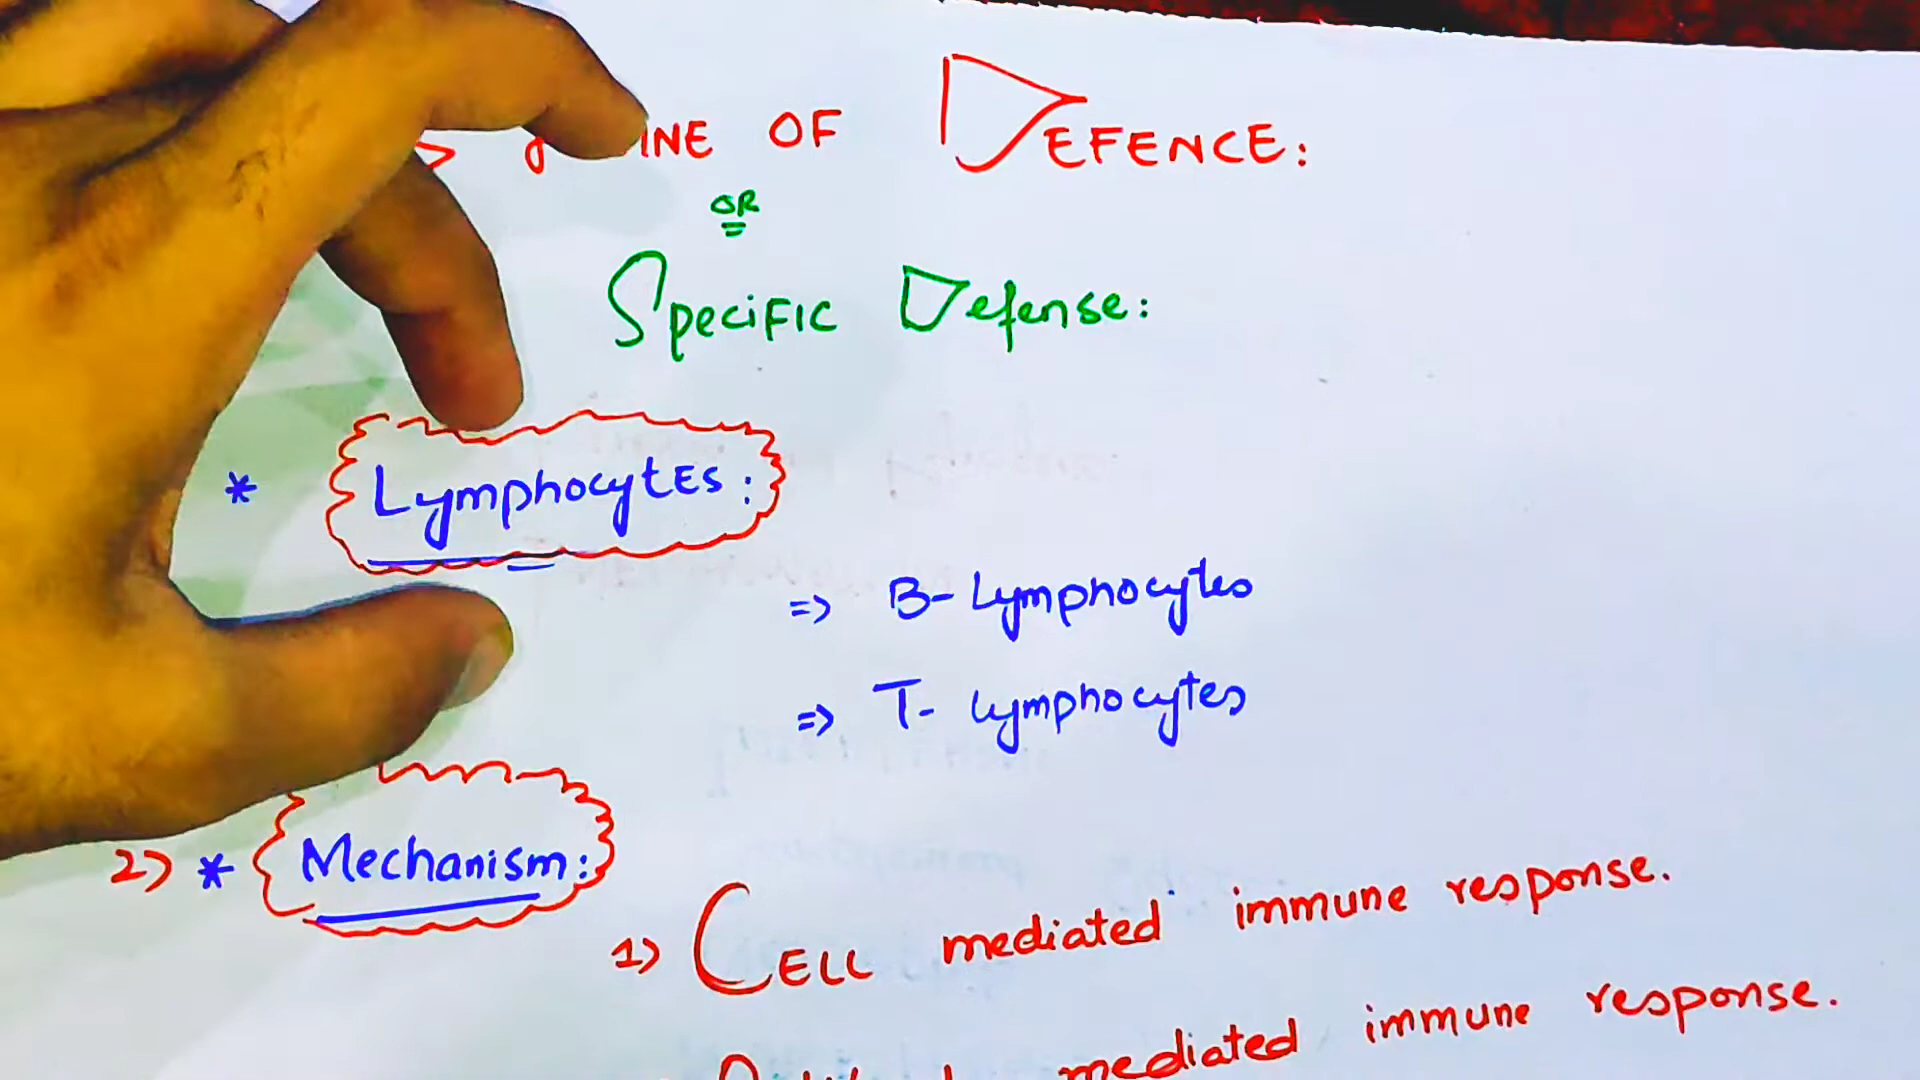 INE OF DEFENCE:
OR
Specific Defense:
* Lymphocytes:
=> B- Lymphocytes
=> T- Lymphocytes
2) * Mechanism:
1) CELL mediated immune response.
mediated immune response.